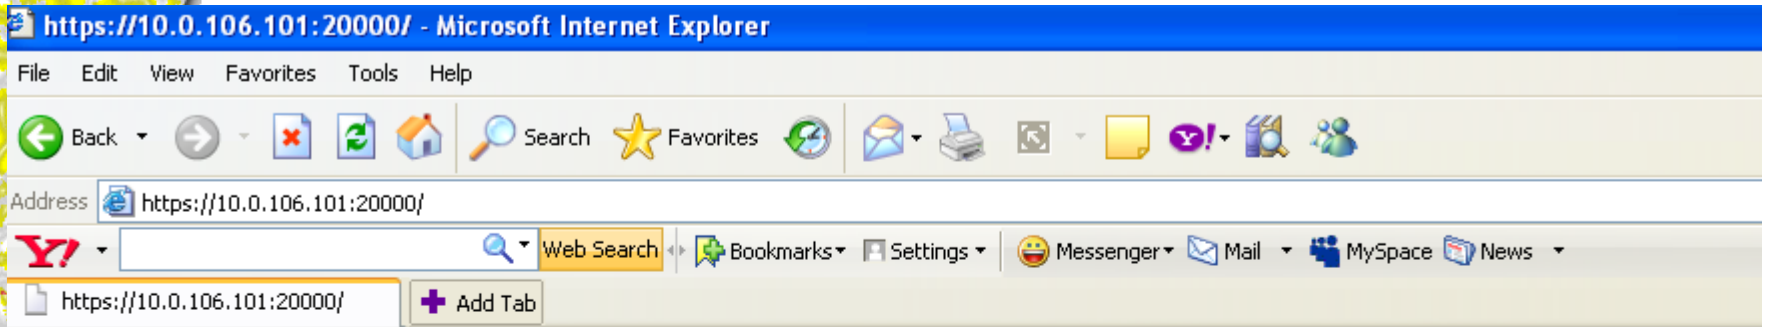 https://10.0.106.101:20000/ - Microsoft Internet Explorer
File Edit View Favorites Tools Help
Back Search Favorites Y!
Address https://10.0.106.101:20000/
Y! Web Search Bookmarks Settings Messenger Mail MySpace News
https://10.0.106.101:20000/ Add Tab